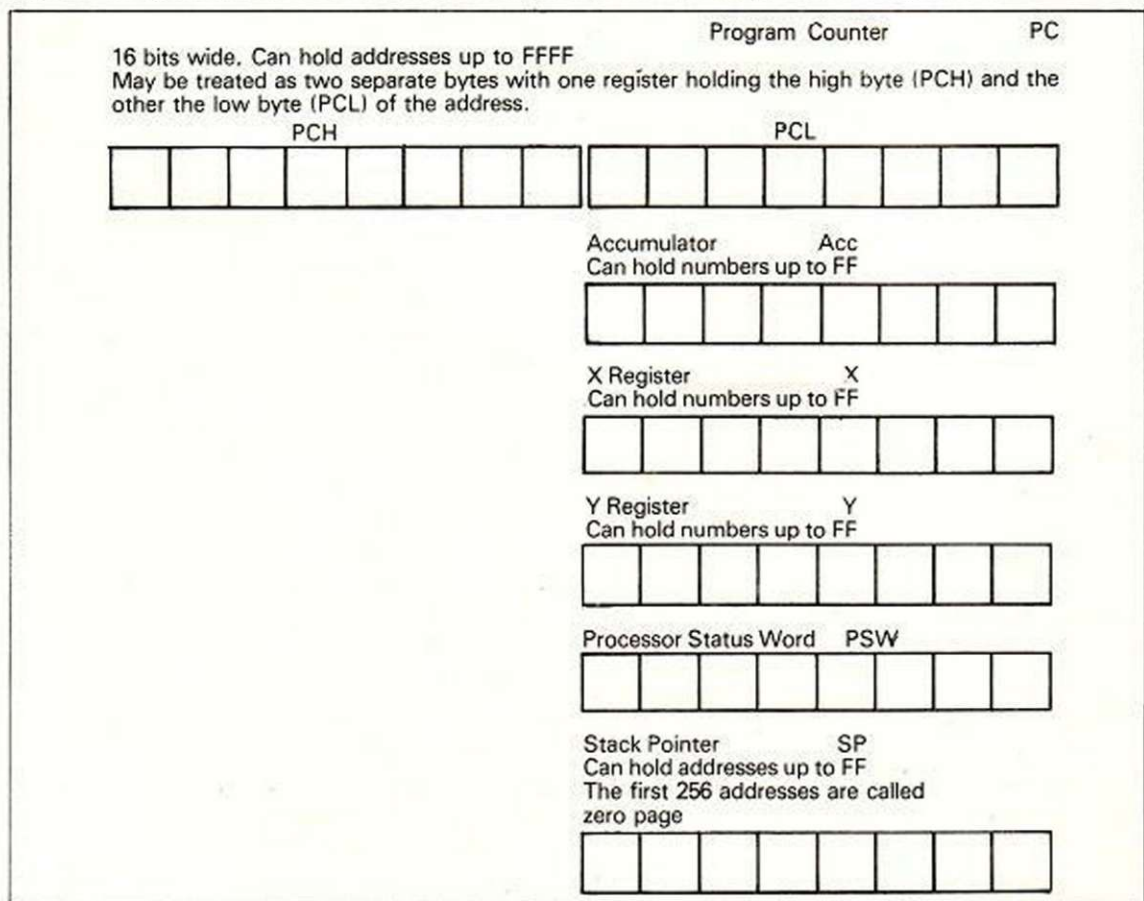 Program Counter PC
16 bits wide. Can hold addresses up to FFFF
May be treated as two separate bytes with one register holding the high byte (PCH) and the
other the low byte (PCL) of the address.
PCH PCL
Accumulator Acc
Can hold numbers up to FF
X Register X
Can hold numbers up to FF
Y Register Y
Can hold numbers up to FF
Processor Status Word PSW
Stack Pointer SP
Can hold addresses up to FF
The first 256 addresses are called
zero page